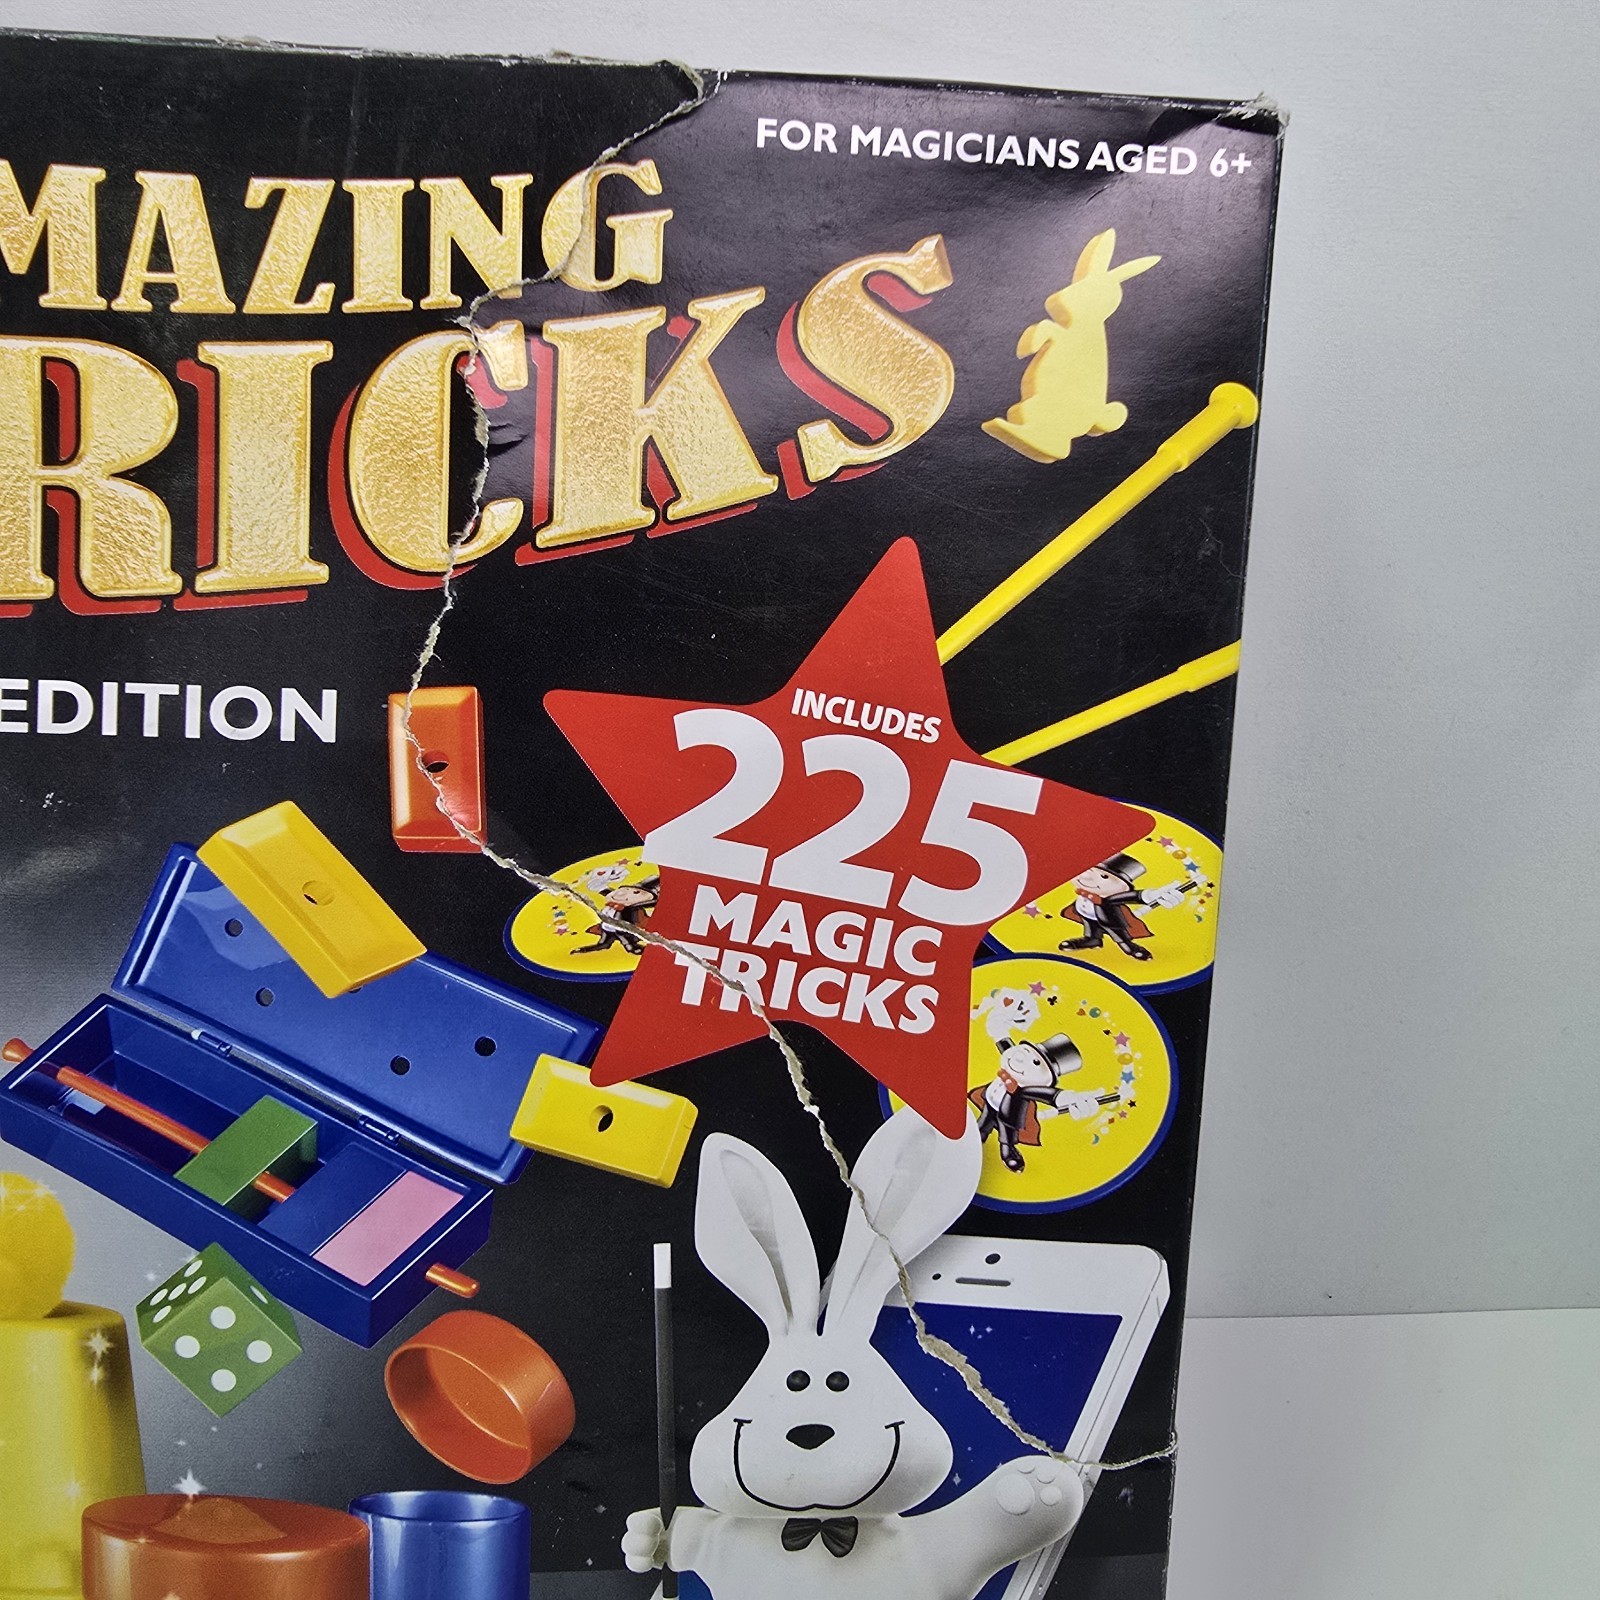 FOR MAGICIANS AGED 6+
MAZING
RICKS
EDITION
INCLUDES
225
MAGIC
TRICKS